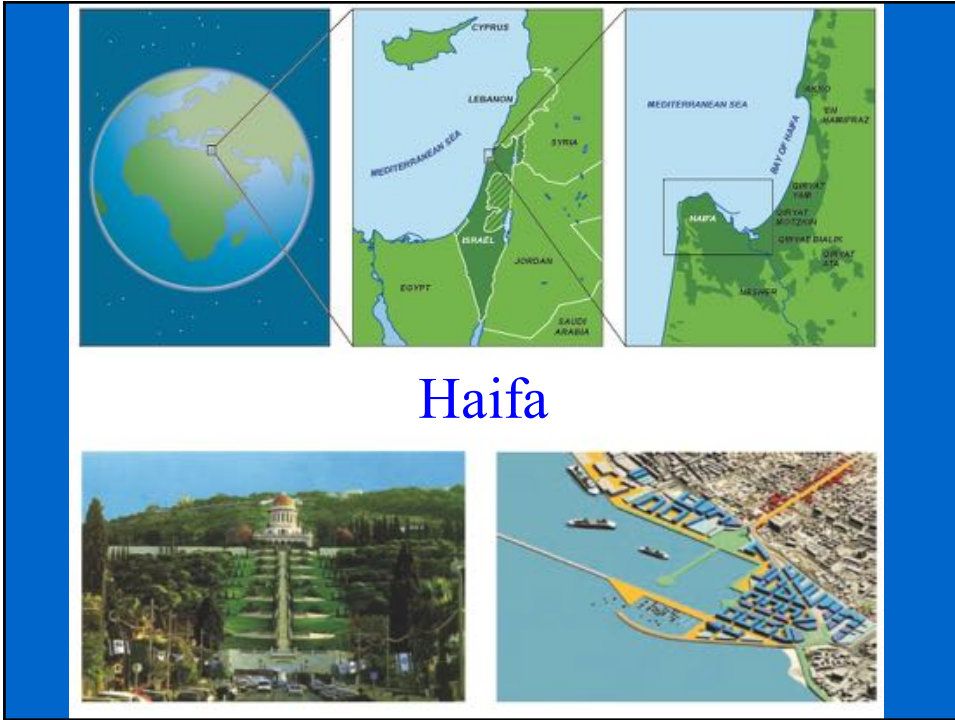 CYPRUS
LEBANON
MEDITERRANEAN SEA
SYRIA
ISRAEL
JORDAN
EGYPT
SAUDI
ARABIA
MEDITERRANEAN SEA
AKKO
'EN
HAMIFRAZ
BAY OF HAIFA
QIRYAT
YAM
HAIFA
QIRYAT
MOTZKIN
QIRYAT BIALIK
QIRYAT
ATA
NESHER
Haifa